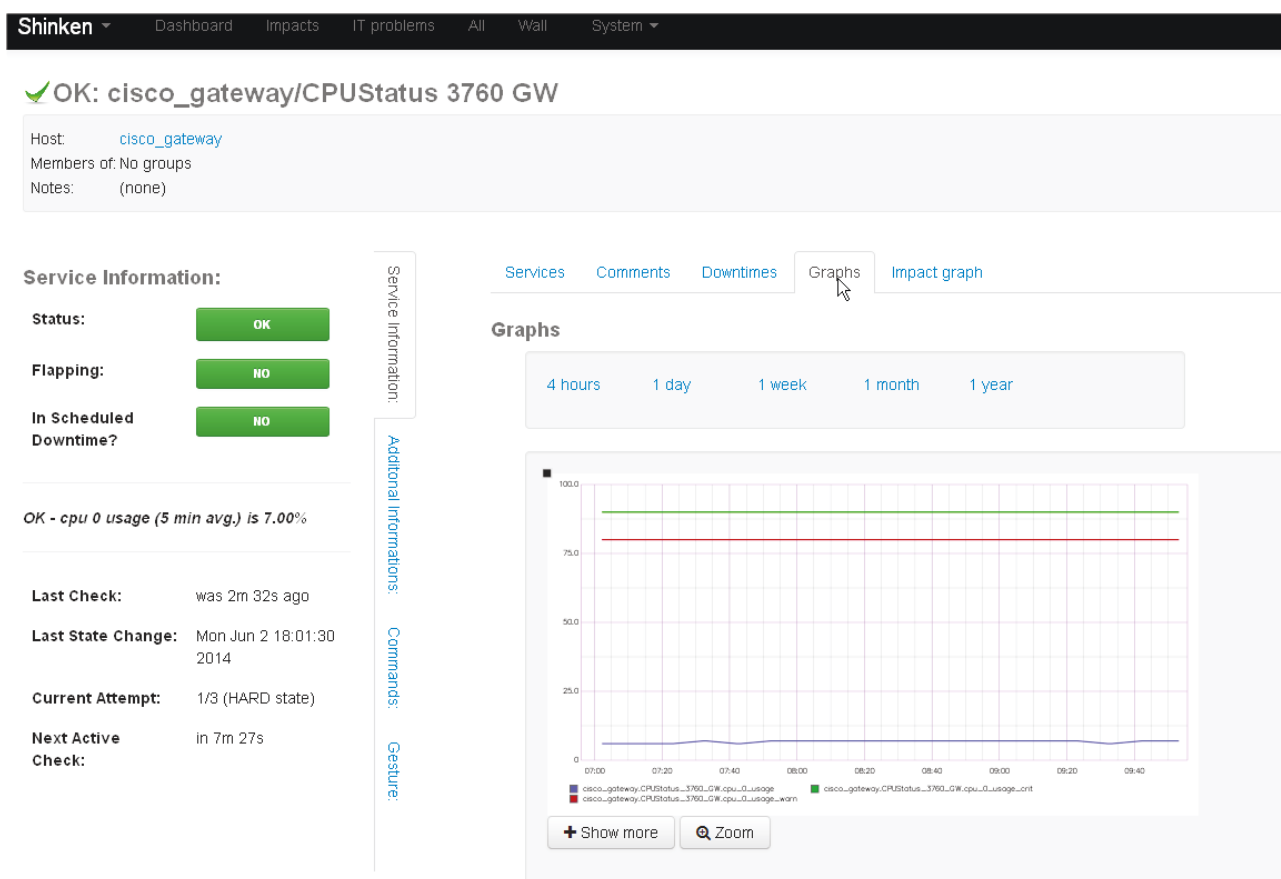 Shinken Dashboard Impacts IT problems All Wall System
OK: cisco_gateway/CPUStatus 3760 GW
Host: cisco_gateway
Members of: No groups
Notes: (none)
Service Information:
Status: OK
Flapping: NO
In Scheduled
Downtime?
NO
OK - cpu 0 usage (5 min avg.) is 7.00%
Last Check: was 2m 32s ago
Last State Change: Mon Jun 2 18:01:30
2014
Current Attempt: 1/3 (HARD state)
Next Active
Check:
in 7m 27s
Service Information:
Additonal Informations:
Commands:
Gesture:
Services Comments Downtimes Graphs Impact graph
Graphs
4 hours 1 day 1 week 1 month 1 year
100.0
75.0
50.0
25.0
0
07:00 07:20 07:40 08:00 08:20 08:40 09:00 09:20 09:40
cisco_gateway.CPUStatus_3760_GW.cpu_0_usage
cisco_gateway.CPUStatus_3760_GW.cpu_0_usage_crit
cisco_gateway.CPUStatus_3760_GW.cpu_0_usage_warn
Show more Zoom